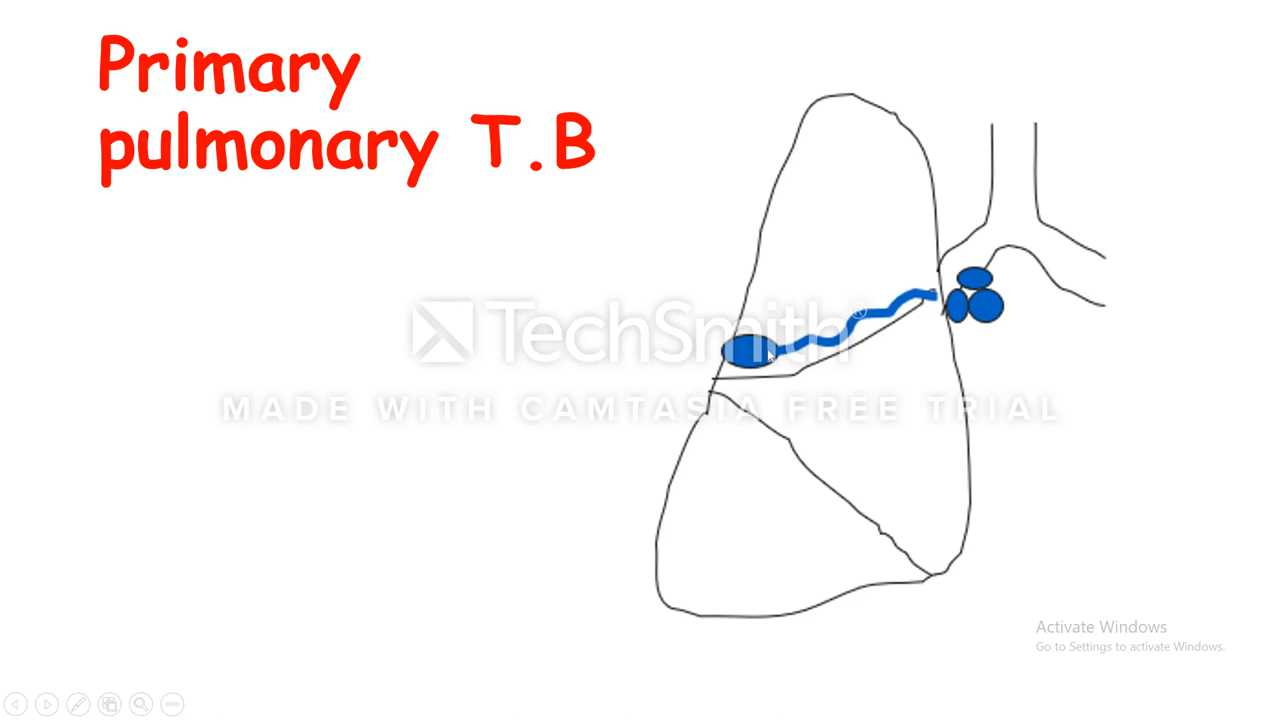 Primary
pulmonary T.B
TechSmith®
MADE WITH CAMTASIA FREE TRIAL
Activate Windows
Go to Settings to activate Windows.